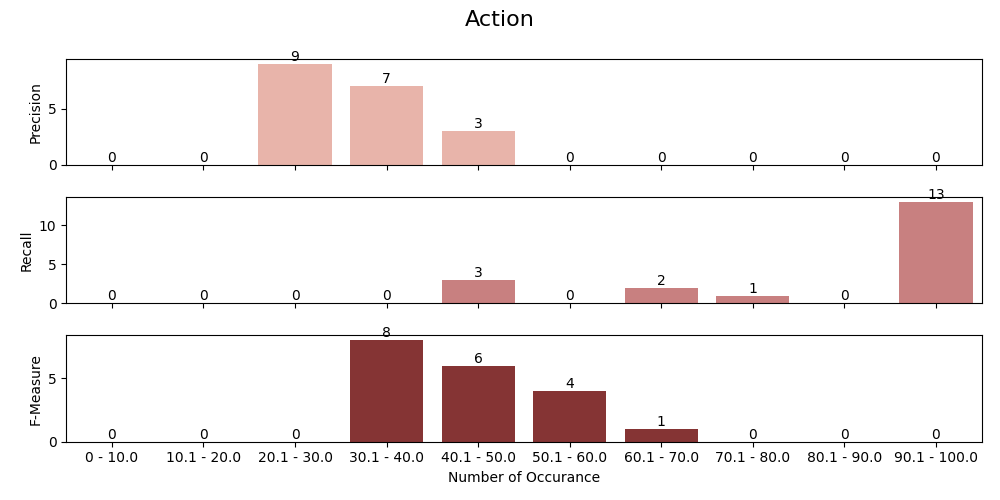 Action
Precision
5
0
0 0 9 7 3 0 0 0 0 0
Recall
10
5
0
0 0 0 0 3 0 2 1 0 13
F-Measure
5
0
0 0 0 8 6 4 1 0 0 0
0 - 10.0 10.1 - 20.0 20.1 - 30.0 30.1 - 40.0 40.1 - 50.0 50.1 - 60.0 60.1 - 70.0 70.1 - 80.0 80.1 - 90.0 90.1 - 100.0
Number of Occurance